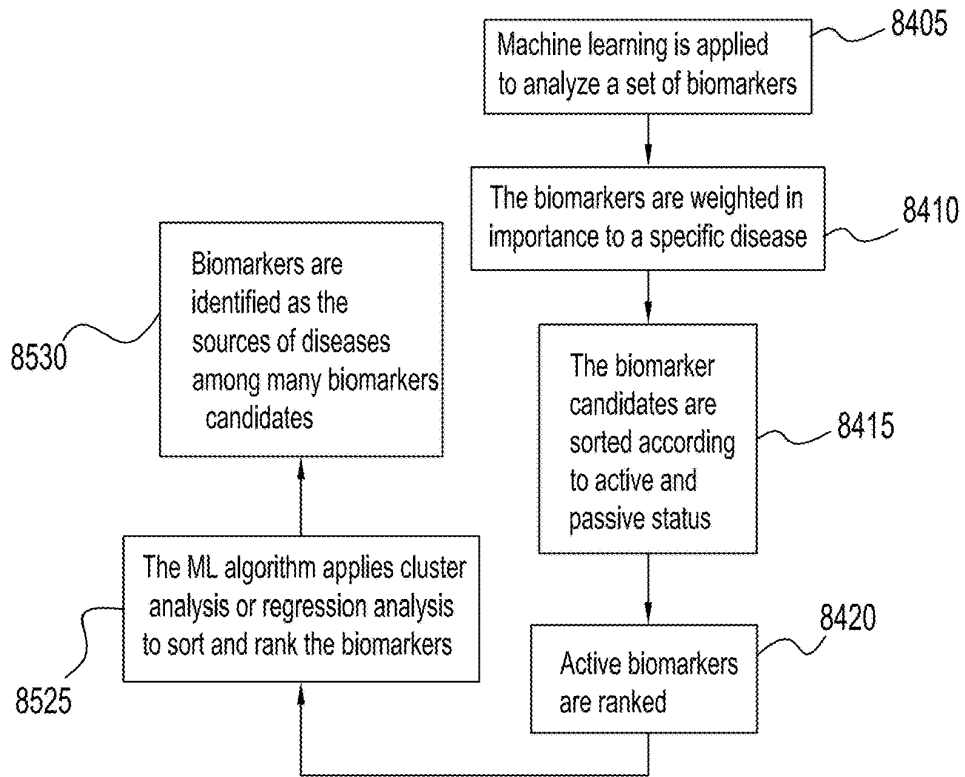 8405
Machine learning is applied
to analyze a set of biomarkers
8410
The biomarkers are weighted in
importance to a specific disease
8415
The biomarker
candidates are
sorted according
to active and
passive status
8420
Active biomarkers
are ranked
8525
The ML algorithm applies cluster
analysis or regression analysis
to sort and rank the biomarkers
8530
Biomarkers are
identified as the
sources of diseases
among many biomarkers
candidates